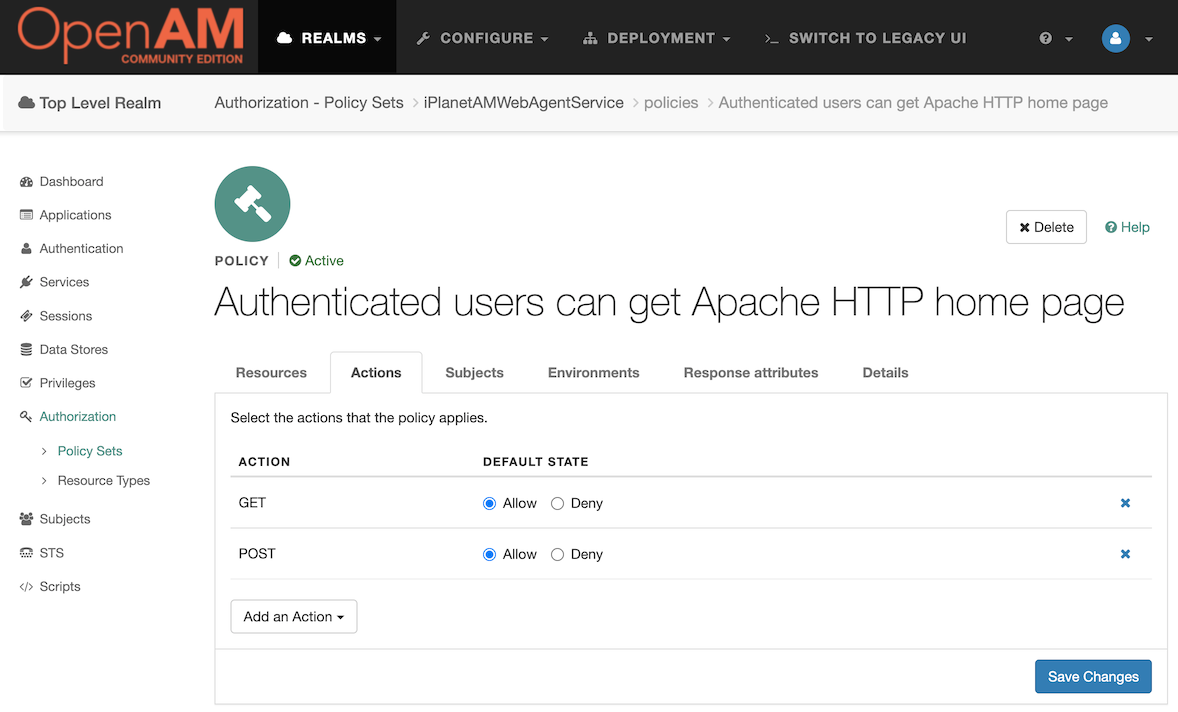 OpenAM
COMMUNITY EDITION
REALMS
CONFIGURE
DEPLOYMENT
SWITCH TO LEGACY UI
Top Level Realm
Authorization - Policy Sets > iPlanetAMWebAgentService > policies > Authenticated users can get Apache HTTP home page
Dashboard
Applications
Authentication
Services
Sessions
Data Stores
Privileges
Authorization
Policy Sets
Resource Types
Subjects
STS
Scripts
Delete
Help
POLICY
Active
Authenticated users can get Apache HTTP home page
Resources
Actions
Subjects
Environments
Response attributes
Details
Select the actions that the policy applies.
ACTION DEFAULT STATE
GET Allow Deny
POST Allow Deny
Add an Action
Save Changes